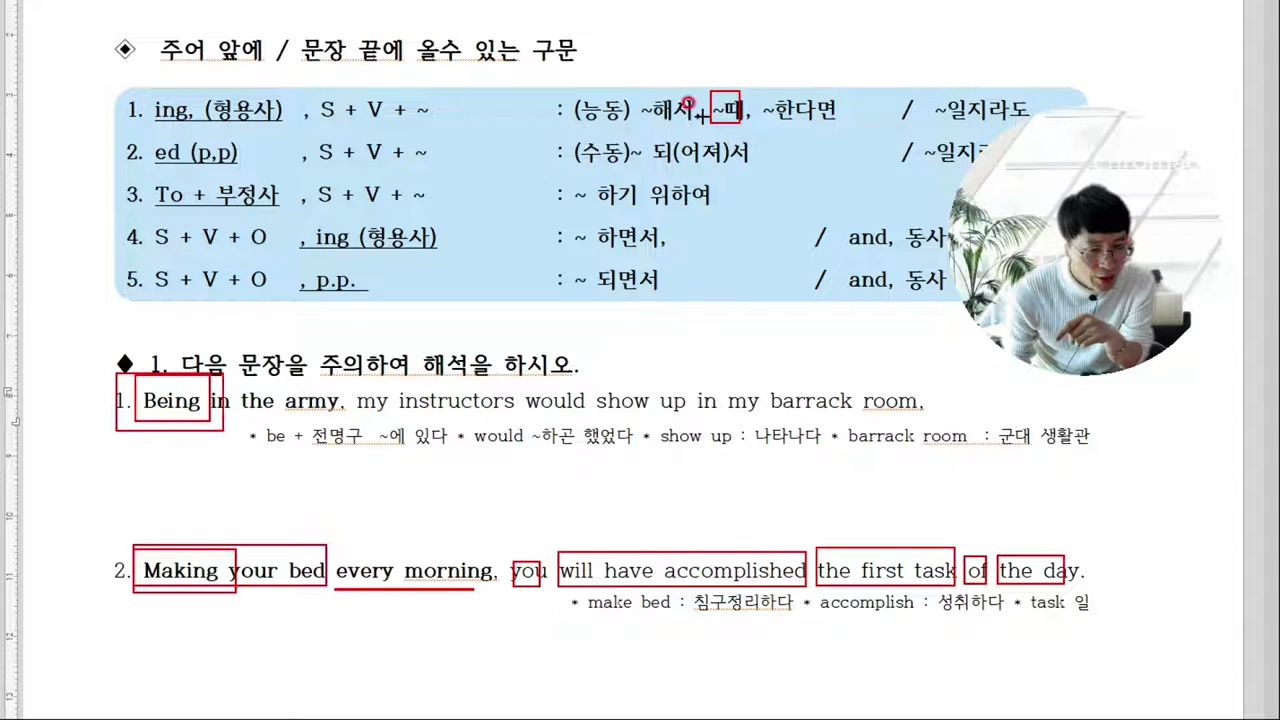 ◈ 주어 앞에 / 문장 끝에 올수 있는 구문
1. ing, (형용사) , S + V + ~ : (능동) ~해서, ~때, ~한다면 / ~일지라도
2. ed (p,p) , S + V + ~ : (수동)~ 되(어져)서 / ~일지
3. To + 부정사 , S + V + ~ : ~ 하기 위하여
4. S + V + O , ing (형용사) : ~ 하면서, / and, 동사
5. S + V + O , p.p. : ~ 되면서 / and, 동사
♦ 1. 다음 문장을 주의하여 해석을 하시오.
1. Being in the army, my instructors would show up in my barrack room,
* be + 전명구 ~에 있다 * would ~하곤 했었다 * show up : 나타나다 * barrack room : 군대 생활관
2. Making your bed every morning, you will have accomplished the first task of the day.
* make bed : 침구정리하다 * accomplish : 성취하다 * task 일